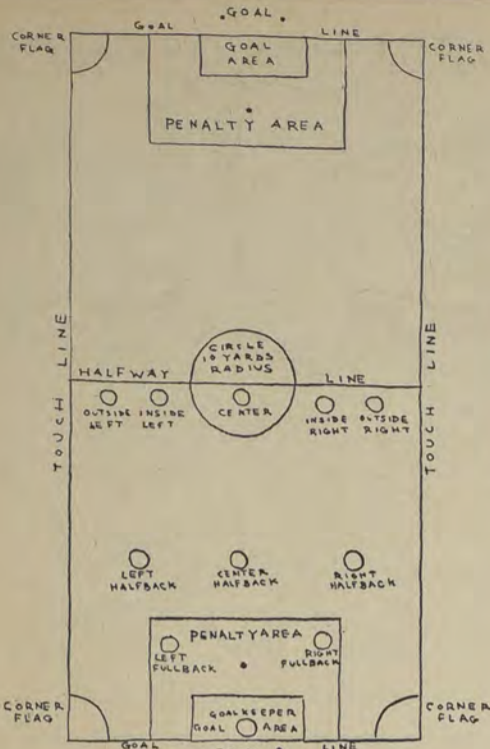 GOAL
GOAL LINE
CORNER
FLAG
GOAL
AREA
CORNER
FLAG
PENALTY AREA
TOUCH LINE
CIRCLE
10 YARDS
RADIUS
HALFWAY LINE
OUTSIDE
LEFT
INSIDE
LEFT
CENTER
INSIDE
RIGHT
OUTSIDE
RIGHT
TOUCH LINE
LEFT
HALFBACK
CENTER
HALFBACK
RIGHT
HALFBACK
PENALTY AREA
LEFT
FULLBACK
RIGHT
FULLBACK
CORNER
FLAG
GOALKEEPER
GOAL AREA
CORNER
FLAG
GOAL LINE